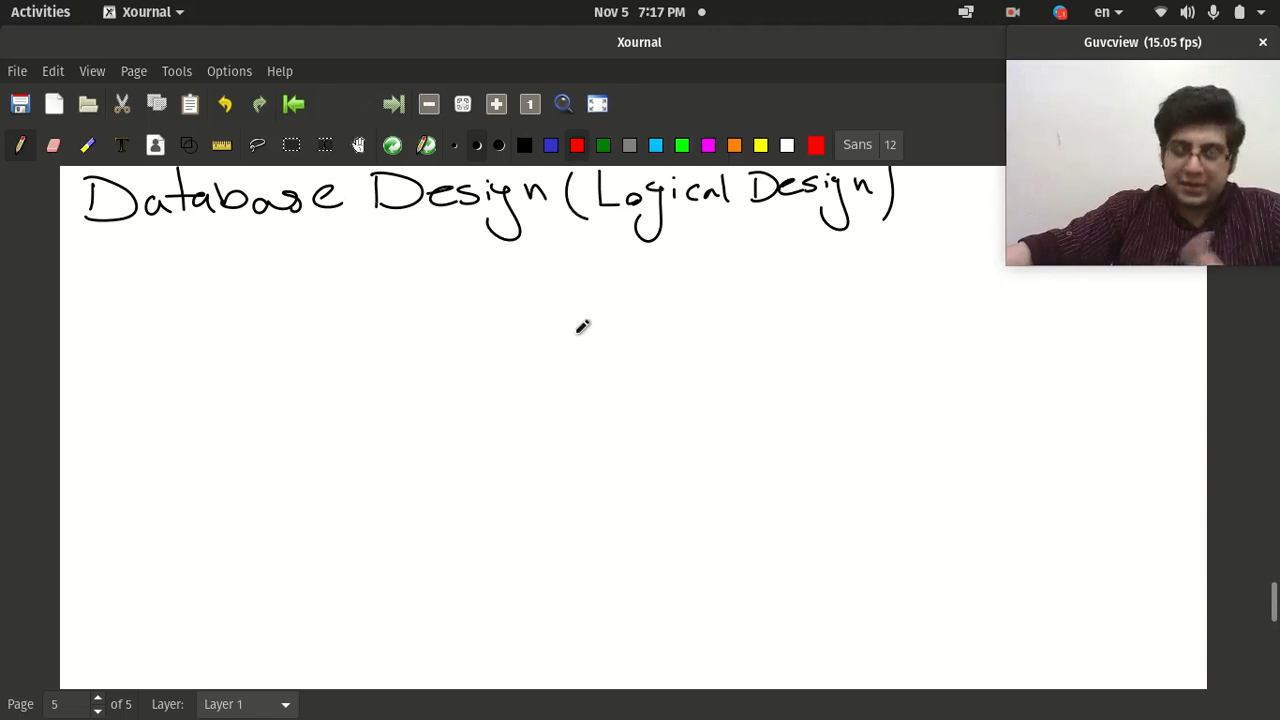 Activities Xournal Nov 5 7:17 PM en
Xournal
Guvcview (15.05 fps)
File Edit View Page Tools Options Help
1
T Sans 12
Database Design (Logical Design)
Page 5 of 5 Layer: Layer 1